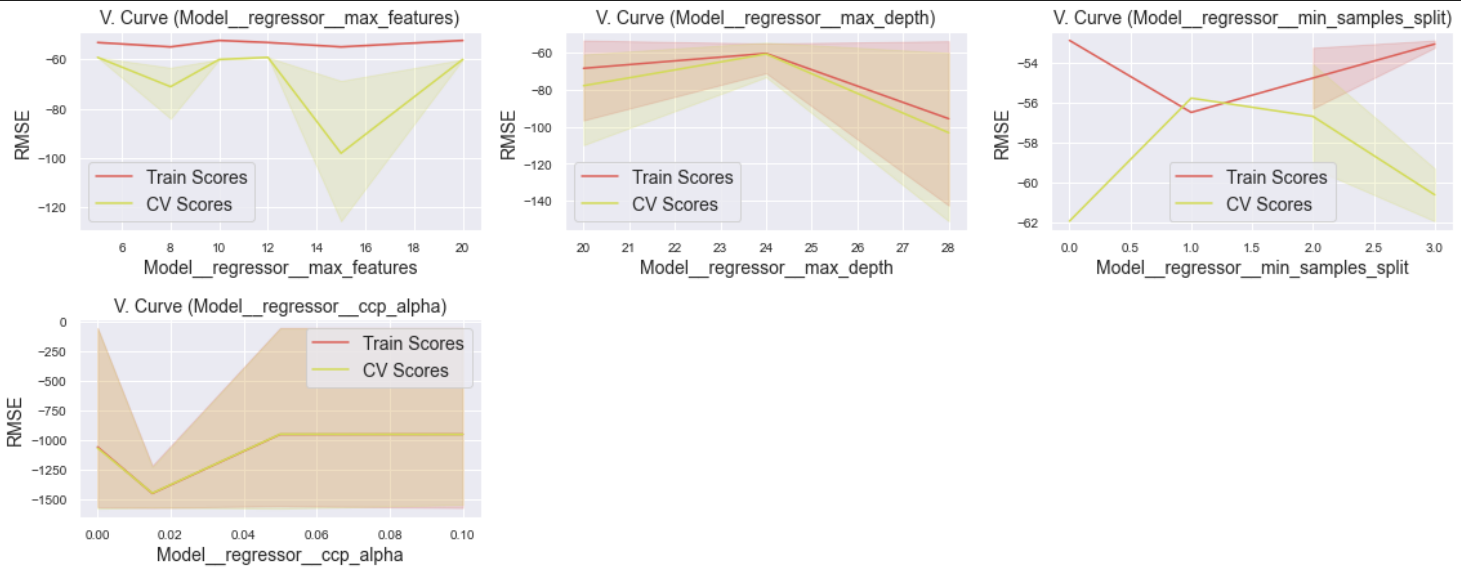 V. Curve (Model__regressor__max_features)
−60
−80
−100
−120
RMSE
Train Scores
CV Scores
6 8 10 12 14 16 18 20
Model__regressor__max_features
V. Curve (Model__regressor__max_depth)
−60
−80
−100
−120
−140
RMSE
Train Scores
CV Scores
20 21 22 23 24 25 26 27 28
Model__regressor__max_depth
V. Curve (Model__regressor__min_samples_split)
−54
−56
−58
−60
−62
RMSE
Train Scores
CV Scores
0.0 0.5 1.0 1.5 2.0 2.5 3.0
Model__regressor__min_samples_split
V. Curve (Model__regressor__ccp_alpha)
0
−250
−500
−750
−1000
−1250
−1500
RMSE
Train Scores
CV Scores
0.00 0.02 0.04 0.06 0.08 0.10
Model__regressor__ccp_alpha